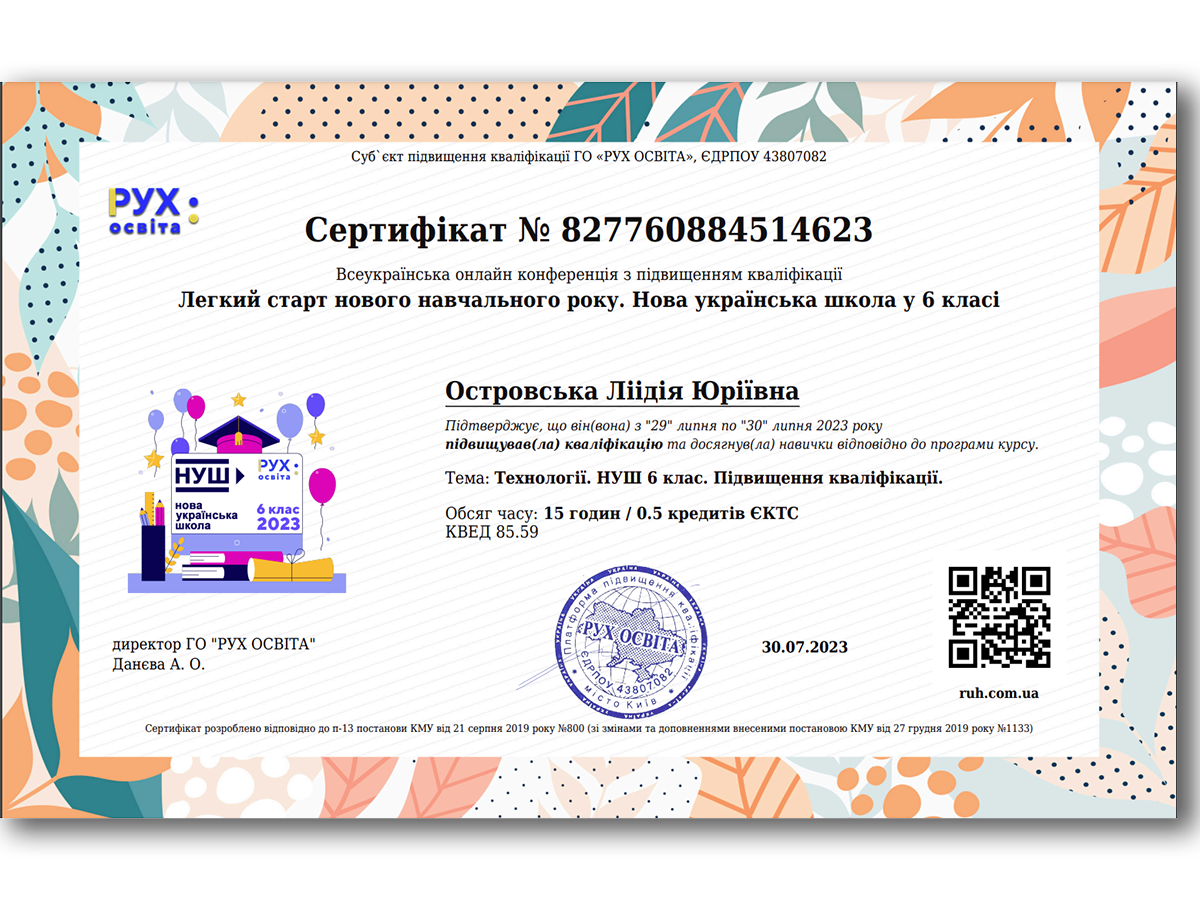 Суб`єкт підвищення кваліфікації ГО «РУХ ОСВІТА», ЄДРПОУ 43807082
РУХ:
освіта
Сертифікат № 827760884514623
Всеукраїнська онлайн конференція з підвищенням кваліфікації
Легкий старт нового навчального року. Нова українська школа у 6 класі
Островська Ліідія Юріївна
Підтверджує, що він(вона) з "29" липня по "30" липня 2023 року
підвищував(ла) кваліфікацію та досягнув(ла) навички відповідно до програми курсу.
Тема: Технології. НУШ 6 клас. Підвищення кваліфікації.
Обсяг часу: 15 годин / 0.5 кредитів ЄКТС
КВЕД 85.59
НУШ
РУХ:
освіта
нова
українська
школа
6 клас
2023
директор ГО "РУХ ОСВІТА"
Данєва А. О.
УКРАЇНА УКРАЇНА УКРАЇНА
Платформа підвищення кваліфікації
РУХ ОСВІТА
ЄДРПОУ 43807082
* місто Київ *
30.07.2023
ruh.com.ua
Сертифікат розроблено відповідно до п-13 постанови КМУ від 21 серпня 2019 року №800 (зі змінами та доповненнями внесеними постановою КМУ від 27 грудня 2019 року №1133)